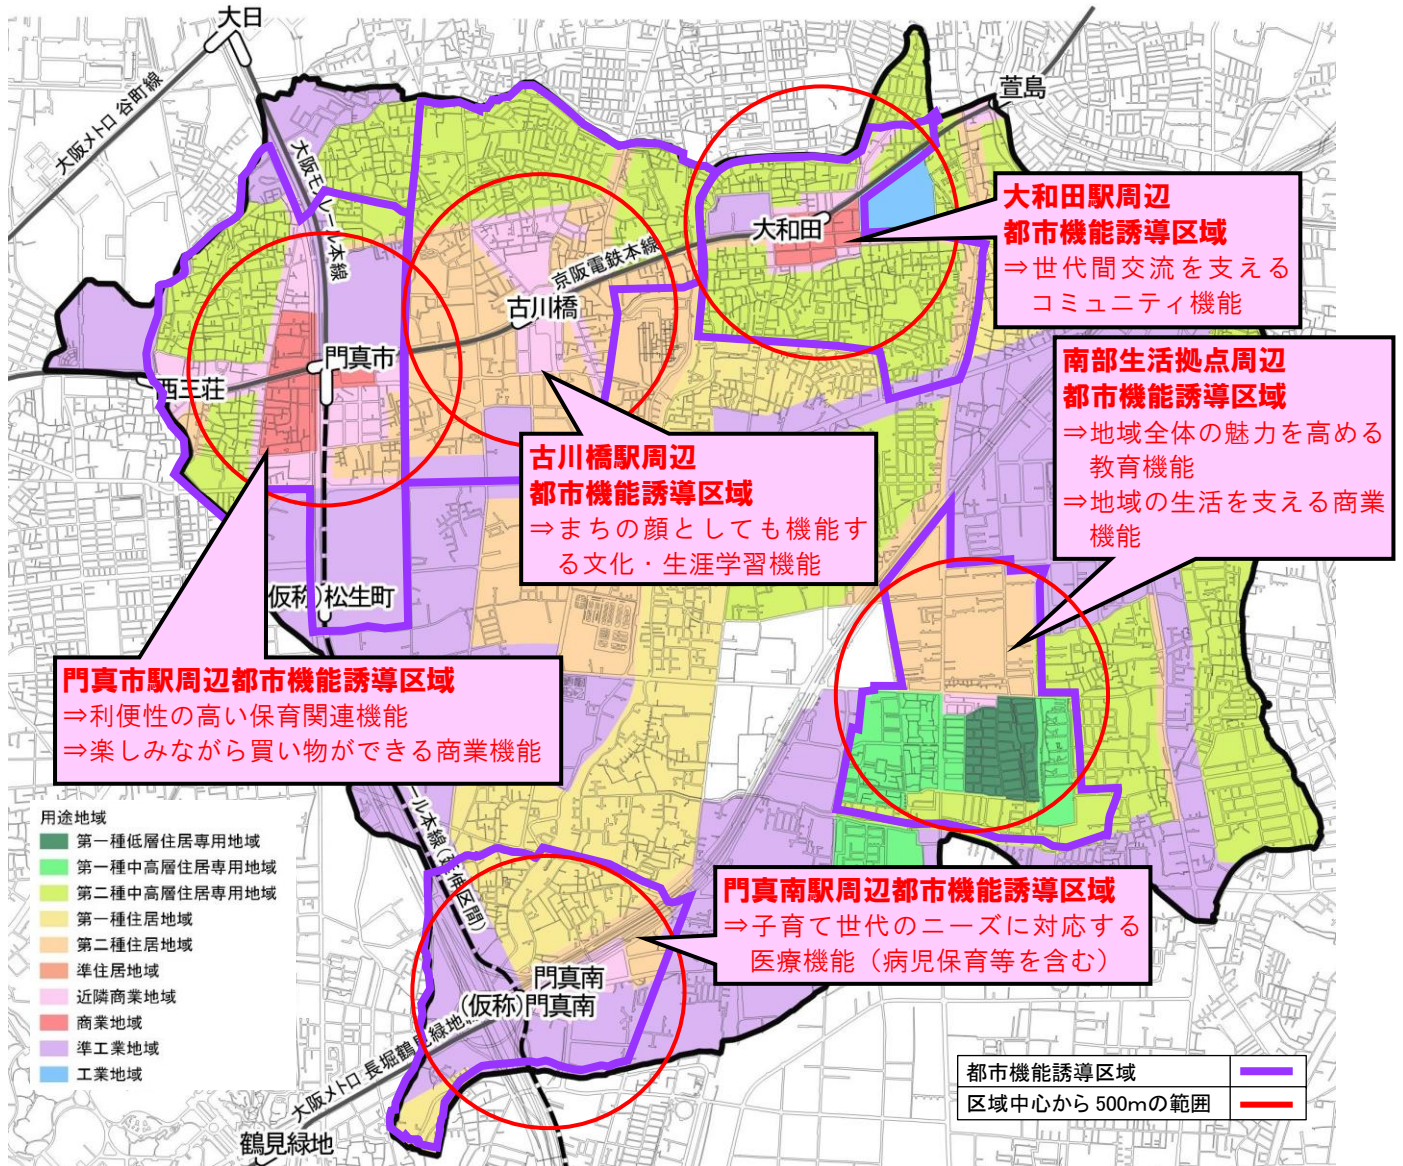 大日
萱島
大阪メトロ 谷町線
大阪モノレール本線
大和田駅周辺
都市機能誘導区域
⇒世代間交流を支える
コミュニティ機能
大和田
京阪電鉄本線
古川橋
門真市
西三荘
南部生活拠点周辺
都市機能誘導区域
⇒地域全体の魅力を高める
教育機能
⇒地域の生活を支える商業
機能
古川橋駅周辺
都市機能誘導区域
⇒まちの顔としても機能す
る文化・生涯学習機能
(仮称)松生町
門真市駅周辺都市機能誘導区域
⇒利便性の高い保育関連機能
⇒楽しみながら買い物ができる商業機能
ール本線(延伸区間)
用途地域
第一種低層住居専用地域
第一種中高層住居専用地域
第二種中高層住居専用地域
第一種住居地域
第二種住居地域
準住居地域
近隣商業地域
商業地域
準工業地域
工業地域
門真南駅周辺都市機能誘導区域
⇒子育て世代のニーズに対応する
医療機能（病児保育等を含む）
門真南
(仮称)門真南
大阪メトロ 長堀鶴見緑地
鶴見緑地
都市機能誘導区域
区域中心から500mの範囲